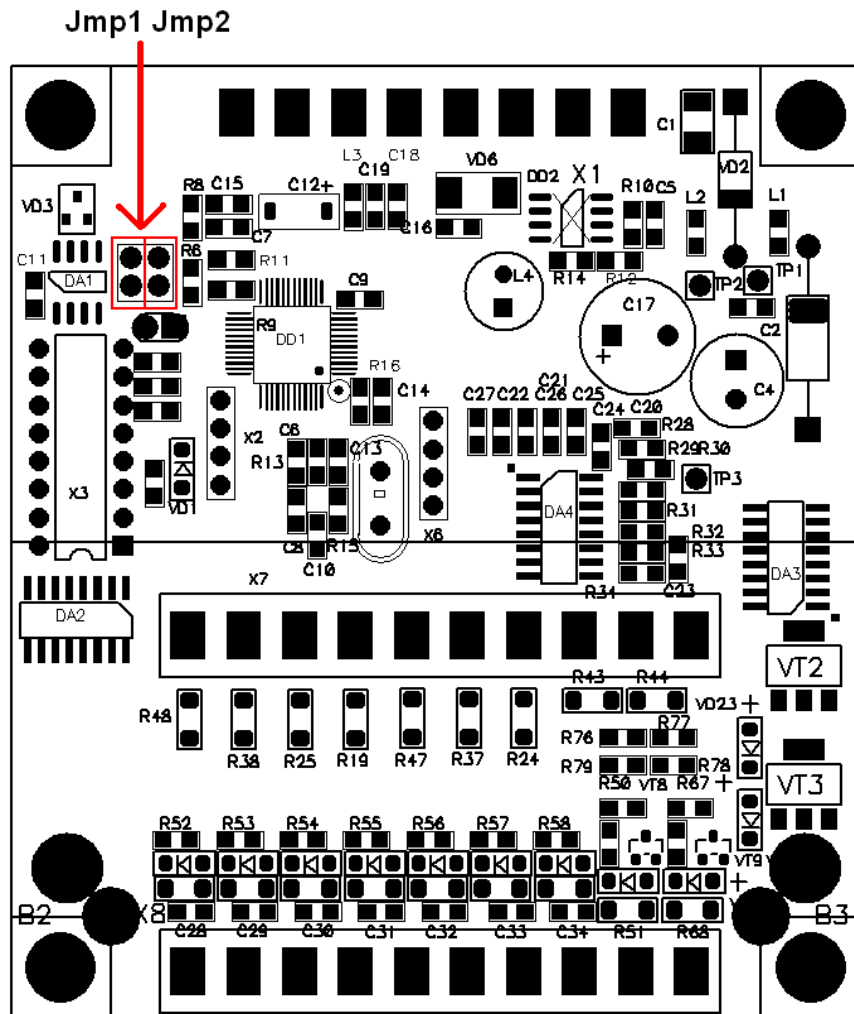 Jmp1 Jmp2
C1
L3 C18
VD6
VD2
R8 C15 C12+ C19 DD2 X1
R10 C5 L2 L1
VD3
C7 C16
C11 R6 R11 R14 R12
DA1 L4 TP2 TP1
C9 C17
R9 C2
DD1 +
R16
C14 C4
C21
C27 C22 C26 C25
C24 C20 R28
X2 C6
R13 C13 R29 R30
X3 TP3
VD1 DA4 R31
X6 R32
C8 R15 R33
C10
X7 DA3
R34 C23
DA2
VT2
R43 R44
VD23 +
R48
R77
R76
R38 R25 R19 R47 R37 R24
R79 R78
R50 VT8 R67 +
VT3
R52 R53 R54 R55 R56 R57 R58
VT9
+
B2 X8 B3
C28 C29 C30 C31 C32 C33 C34 R51 R68